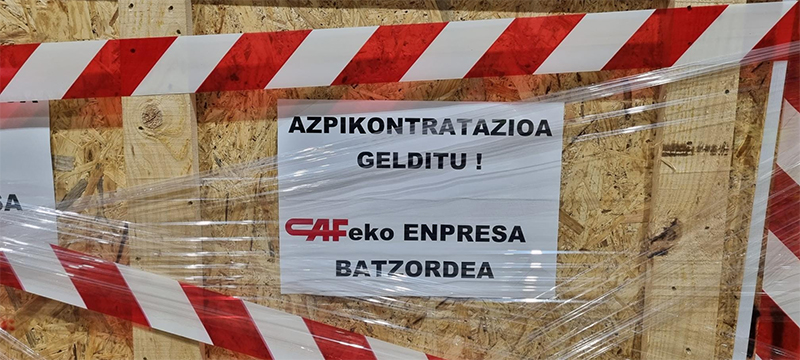 AZPIKONTRATAZIOA
GELDITU !
CAFeko ENPRESA
BATZORDEA